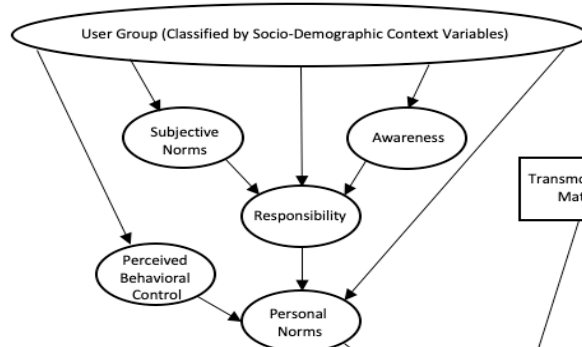 User Group (Classified by Socio-Demographic Context Variables)
Subjective
Norms
Awareness
Responsibility
Perceived
Behavioral
Control
Personal
Norms